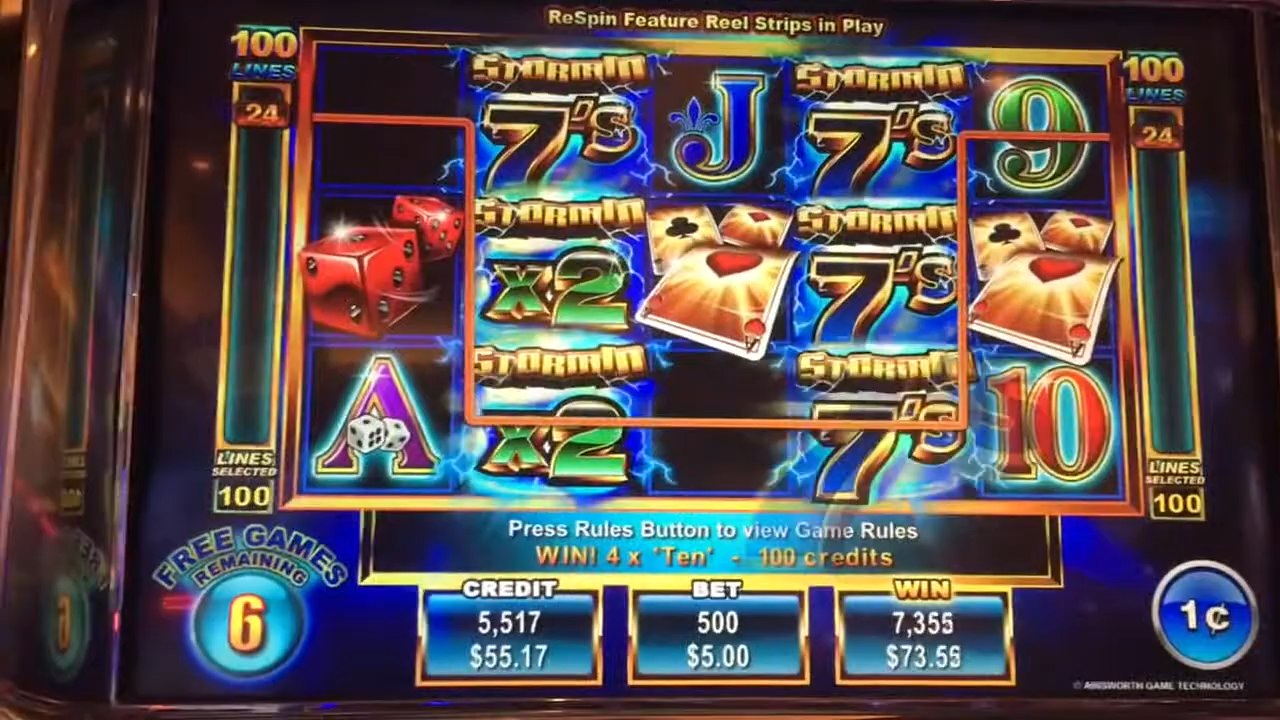 ReSpin Feature Reel Strips in Play
100 LINES
100 LINES
24
24
STORMIN 7's
J
STORMIN 7's
9
STORMIN x2
STORMIN 7's
A
STORMIN x2
STORMIN 7's
10
LINES SELECTED 100
LINES SELECTED 100
Press Rules Button to view Game Rules
WIN! 4 x 'Ten' - 100 credits
FREE GAMES REMAINING
6
CREDIT
BET
WIN
5,517
500
7,355
$55.17
$5.00
$73.55
1¢
© AINSWORTH GAME TECHNOLOGY